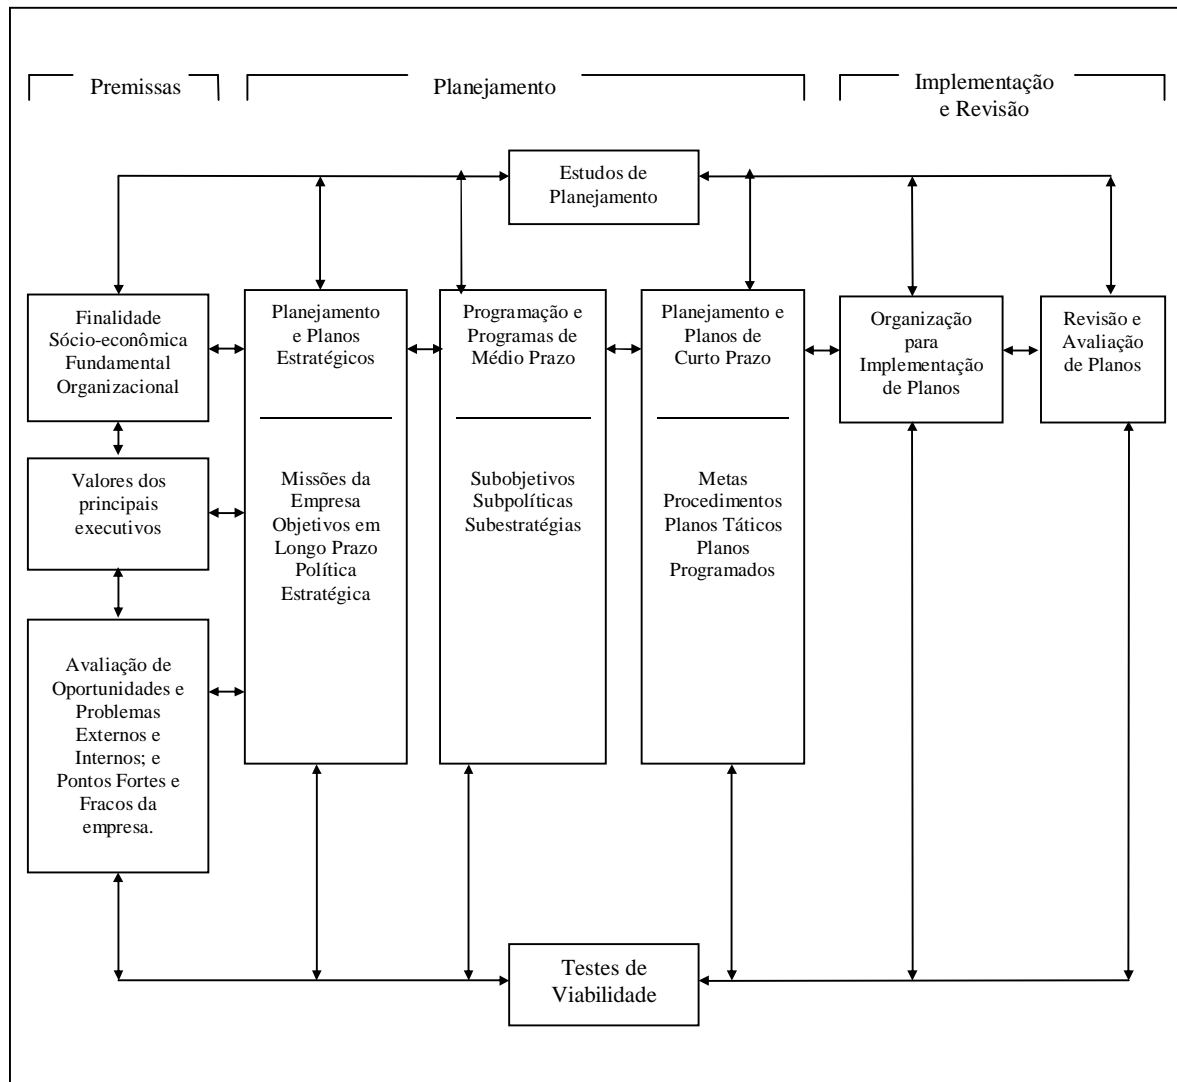 Premissas
Planejamento
Implementação
e Revisão
Estudos de
Planejamento
Finalidade
Sócio-econômica
Fundamental
Organizacional
Planejamento
e Planos
Estratégicos
Programação e
Programas de
Médio Prazo
Planejamento e
Planos de
Curto Prazo
Organização
para
Implementação
de Planos
Revisão e
Avaliação
de Planos
Valores dos
principais
executivos
Missões da
Empresa
Objetivos em
Longo Prazo
Política
Estratégica
Subobjetivos
Subpolíticas
Subestratégias
Metas
Procedimentos
Planos Táticos
Planos
Programados
Avaliação de
Oportunidades e
Problemas
Externos e
Internos; e
Pontos Fortes e
Fracos da
empresa.
Testes de
Viabilidade